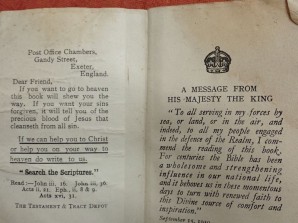 Post Office Chambers,
Gandy Street,
Exeter,
England.
Dear Friend,
If you want to go to heaven
this book will shew you the
way. If you want your sins
forgiven, it will tell you of the
precious blood of Jesus that
cleanseth from all sin.
If we can help you to Christ
or help you on your way to
heaven do write to us.
"Search the Scriptures."
Read:—John iii. 16. John iii. 36
Acts ii. 21. Eph. ii. 8 & 9.
Acts xvi. 31.
THE TESTAMENT & TRACT DEPOT
A MESSAGE FROM
HIS MAJESTY THE KING
"To all serving in my forces by
sea, or land, or in the air, and
indeed, to all my people engaged
in the defence of the Realm, I com-
mend the reading of this book.
For centuries the Bible has been
a wholesome and strengthening
influence in our national life,
and it behoves us in these momentous
days to turn with renewed faith to
this Divine source of comfort and
inspiration."
September 15, 1939